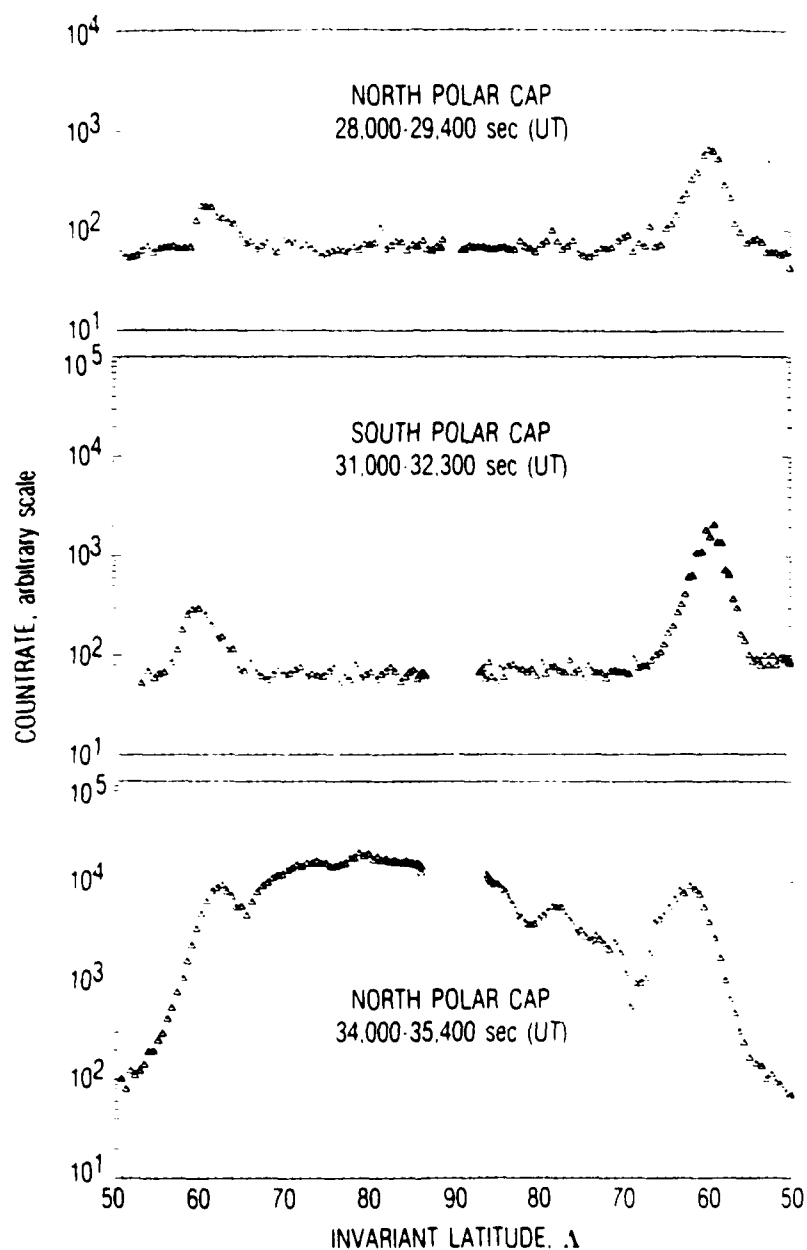 10⁴
NORTH POLAR CAP
28,000-29,400 sec (UT)
10³
10²
10¹
10⁵
SOUTH POLAR CAP
31,000-32,300 sec (UT)
10⁴
10³
10²
10¹
COUNTRATE, arbitrary scale
10⁵
10⁴
10³
NORTH POLAR CAP
34,000-35,400 sec (UT)
10²
10¹
50 60 70 80 90 80 70 60 50
INVARIANT LATITUDE, Λ